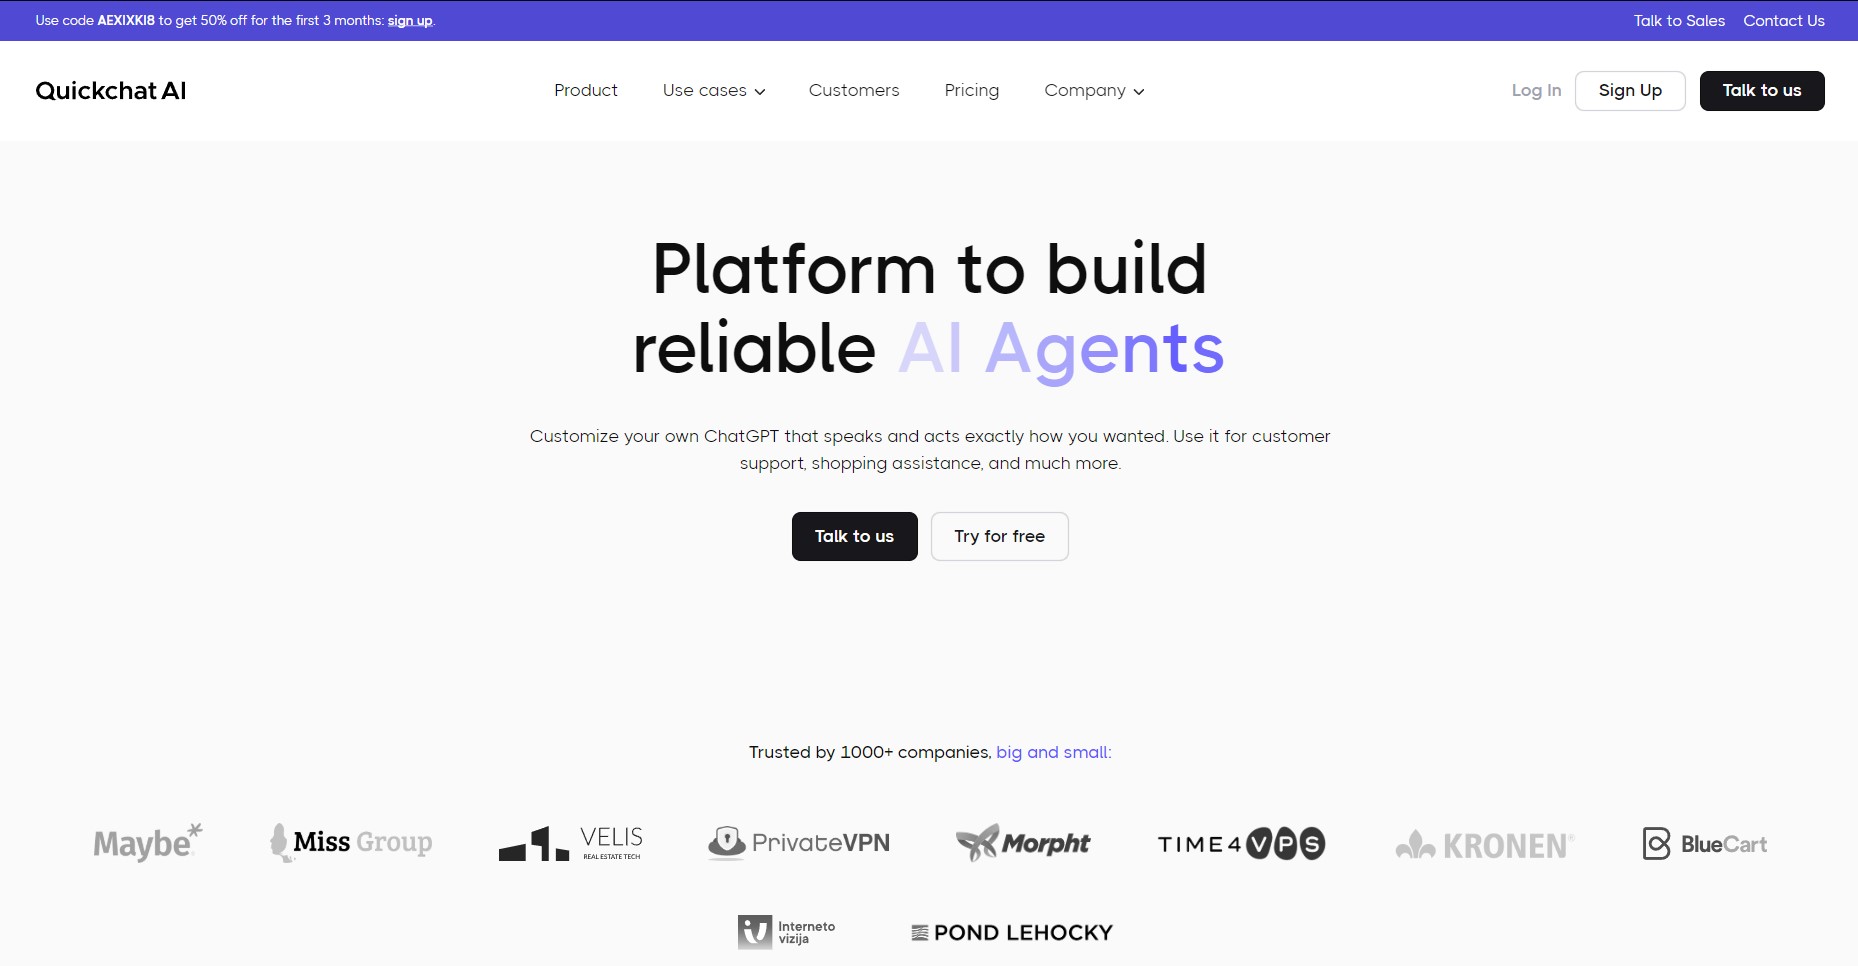 Use code AEXIXKI8 to get 50% off for the first 3 months: sign up.
Talk to Sales
Contact Us
Quickchat AI
Product
Use cases
Customers
Pricing
Company
Log In
Sign Up
Talk to us
Platform to build
reliable AI Agents
Customize your own ChatGPT that speaks and acts exactly how you wanted. Use it for customer
support, shopping assistance, and much more.
Talk to us
Try for free
Trusted by 1000+ companies, big and small:
Maybe*
Miss Group
VELIS
REAL ESTATE TECH
PrivateVPN
Morpht
TIME4VPS
KRONEN®
BlueCart
Interneto
vizija
POND LEHOCKY